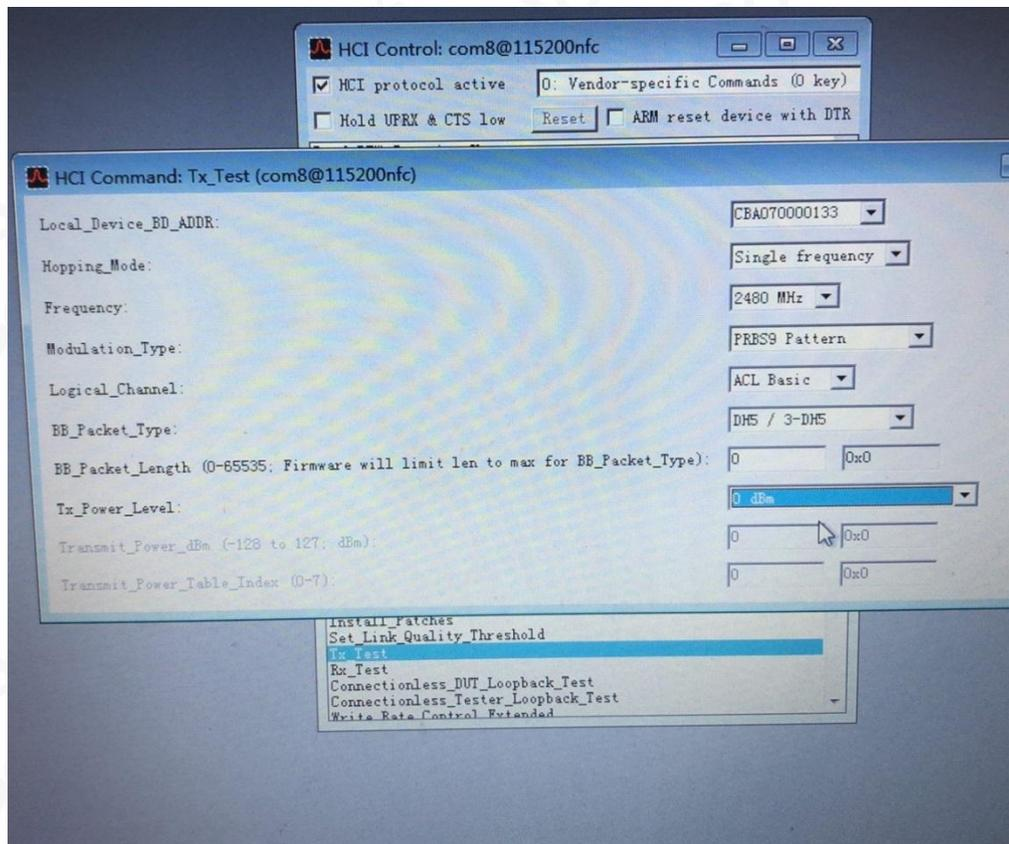 HCI Control: com8@115200nfc
HCI protocol active
0: Vendor-specific Commands (0 key)
Hold UPRX & CTS low
Reset
ARM reset device with DTR
HCI Command: Tx_Test (com8@115200nfc)
Local_Device_BD_ADDR: CBA070000133
Hopping_Mode: Single frequency
Frequency: 2480 MHz
Modulation_Type: PRBS9 Pattern
Logical_Channel: ACL Basic
BB_Packet_Type: DH5 / 3-DH5
BB_Packet_Length (0-65535; Firmware will limit len to max for BB_Packet_Type): 0 0x0
Tx_Power_Level: 0 dBm
Transmit_Power_dBm (-128 to 127; dBm): 0 0x0
Transmit_Power_Table_Index (0-7): 0 0x0
Install_Patches
Set_Link_Quality_Threshold
Tx_Test
Rx_Test
Connectionless_DUT_Loopback_Test
Connectionless_Tester_Loopback_Test
Write_Rate_Control_Extended